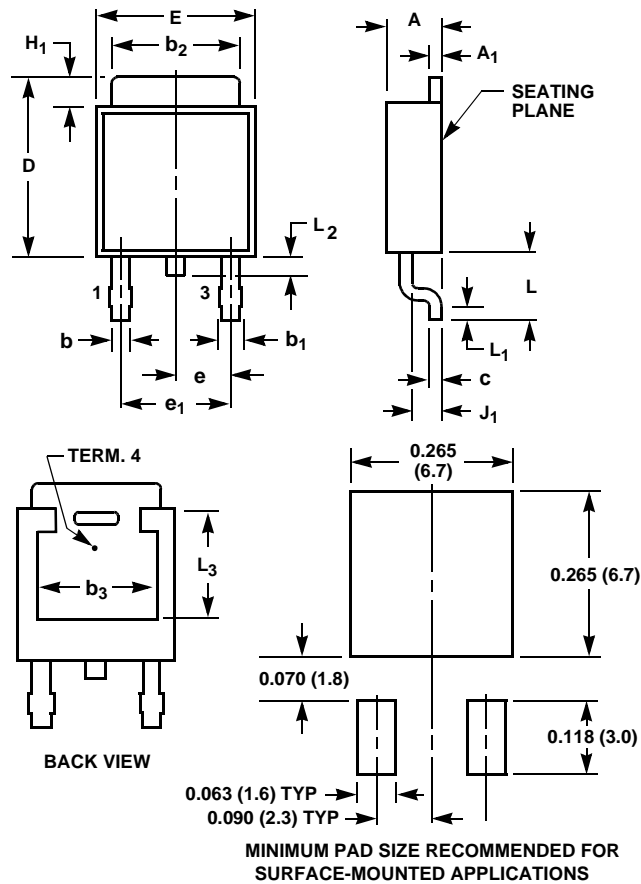 E
b2
H1
D
L2
1
3
b
b1
e
e1
A
A1
SEATING
PLANE
L
L1
c
J1
TERM. 4
b3
L3
BACK VIEW
0.265
(6.7)
0.265 (6.7)
0.070 (1.8)
0.118 (3.0)
0.063 (1.6) TYP
0.090 (2.3) TYP
MINIMUM PAD SIZE RECOMMENDED FOR
SURFACE-MOUNTED APPLICATIONS